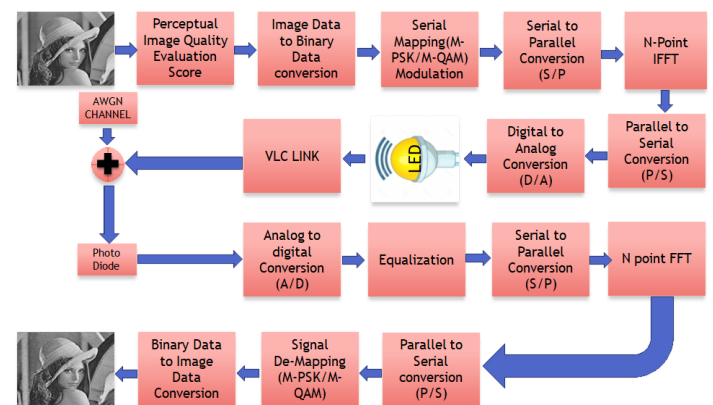 Perceptual
Image Quality
Evaluation
Score
Image Data
to Binary
Data
conversion
Serial
Mapping(M-
PSK/M-QAM)
Modulation
Serial to
Parallel
Conversion
(S/P
N-Point
IFFT
AWGN
CHANNEL
VLC LINK
LED
Digital to
Analog
Conversion
(D/A)
Parallel to
Serial
Conversion
(P/S)
Photo
Diode
Analog to
digital
Conversion
(A/D)
Equalization
Serial to
Parallel
Conversion
(S/P)
N point FFT
Binary Data
to Image
Data
Conversion
Signal
De-Mapping
(M-PSK/M-
QAM)
Parallel to
Serial
conversion
(P/S)